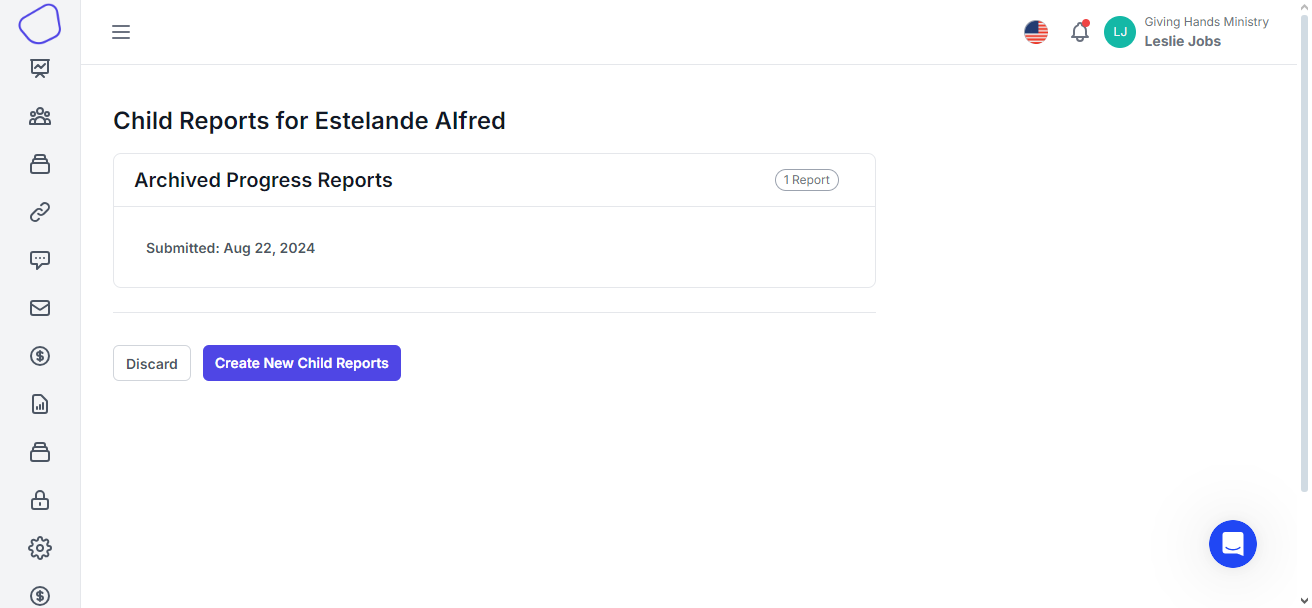 Giving Hands Ministry
LJ
Leslie Jobs
Child Reports for Estelande Alfred
Archived Progress Reports
1 Report
Submitted: Aug 22, 2024
Discard
Create New Child Reports